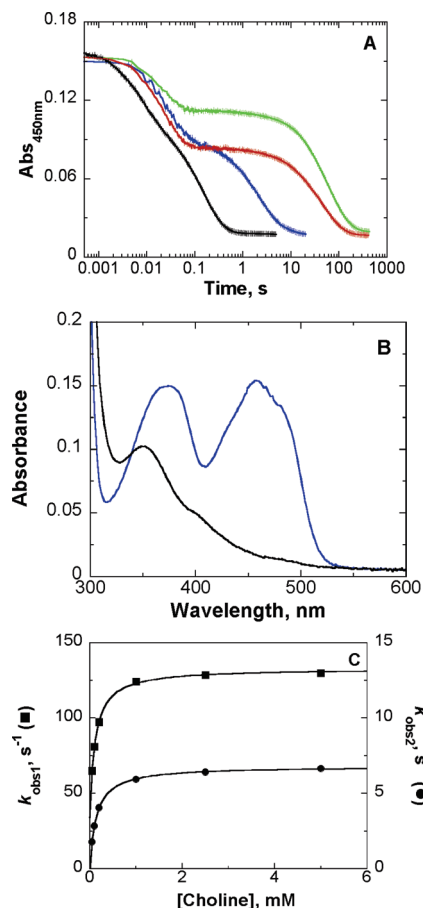 A
0.18
0.12
0.06
0
Abs450nm
0.001 0.01 0.1 1 10 100 1000
Time, s
B
0.2
0.15
0.1
0.05
0
Absorbance
300 400 500 600
Wavelength, nm
C
150
100
50
0
kobs1, s-1 (■)
15
10
5
0
kobs2, s (●)
0 2 4 6
[Choline], mM